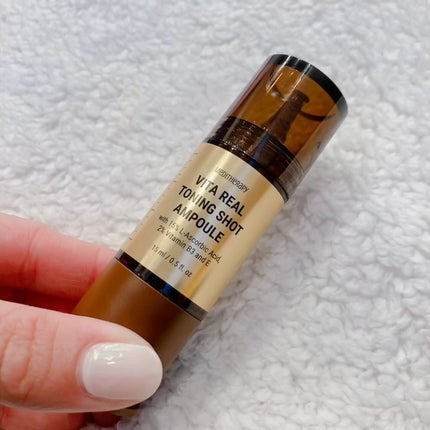 MEDITHERAPY
VITA REAL
TONING SHOT
AMPOULE
with 15% L-Ascorbic Acid,
2% Vitamin B3 and E
15 ml / 0.5 fl. oz